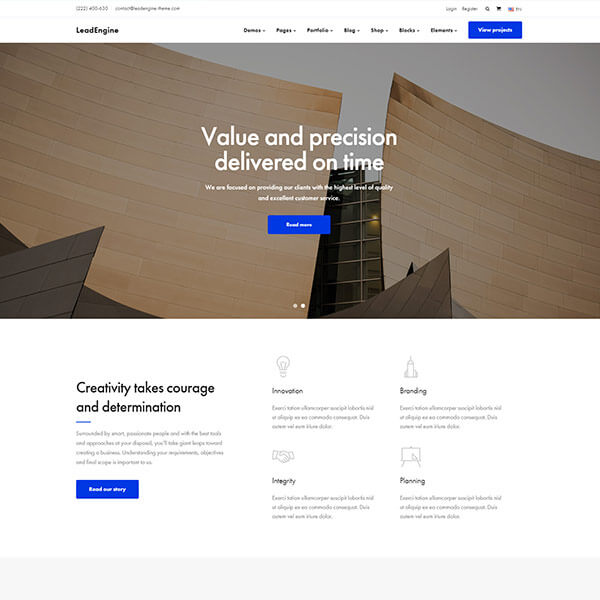 (222) 400-630 contact@leadengine-theme.com Login Register EN
LeadEngine Demos Pages Portfolio Blog Shop Blocks Elements View projects
Value and precision
delivered on time
We are focused on providing our clients with the highest level of quality
and excellent customer service.
Read more
Creativity takes courage
and determination
Surrounded by smart, passionate people and with the best tools
and approaches at your disposal, you'll take giant leaps toward
creating a business. Understanding your requirements, objectives
and final scope is important to us.
Read our story
Innovation
Exerci tation ullamcorper suscipit lobortis nisl
ut aliquip ex ea commodo consequat. Duis
autem vel eum iriure dolor.
Branding
Exerci tation ullamcorper suscipit lobortis nisl
ut aliquip ex ea commodo consequat. Duis
autem vel eum iriure dolor.
Integrity
Exerci tation ullamcorper suscipit lobortis nisl
ut aliquip ex ea commodo consequat. Duis
autem vel eum iriure dolor.
Planning
Exerci tation ullamcorper suscipit lobortis nisl
ut aliquip ex ea commodo consequat. Duis
autem vel eum iriure dolor.